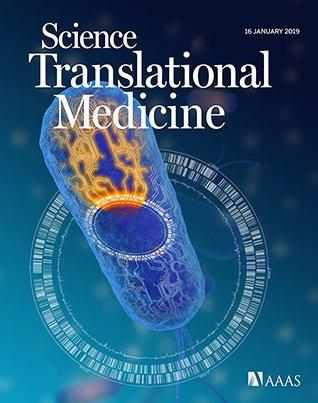 Science
16 JANUARY 2019
Translational
Medicine
AAAS